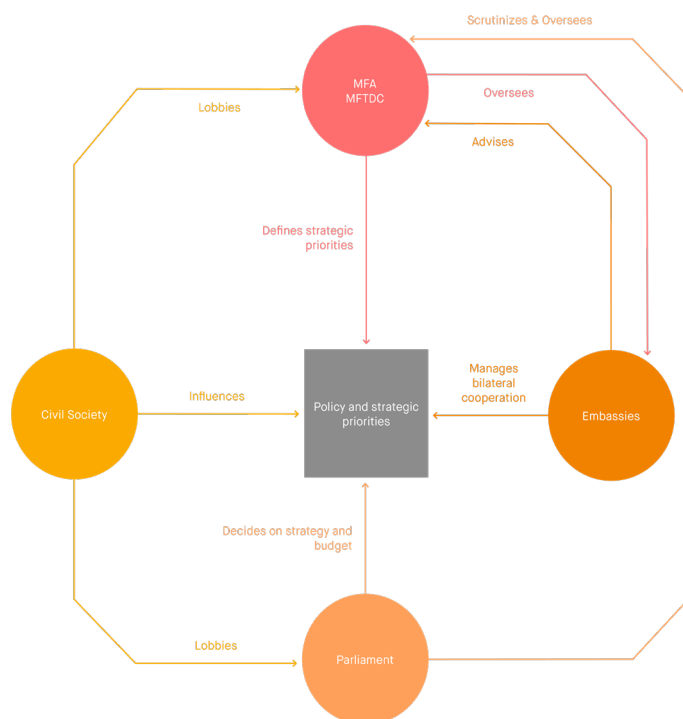 Scrutinizes & Oversees
MFA
MFTDC
Lobbies
Oversees
Advises
Defines strategic
priorities
Manages
bilateral
cooperation
Civil Society
Influences
Policy and strategic
priorities
Embassies
Decides on strategy and
budget
Lobbies
Parliament